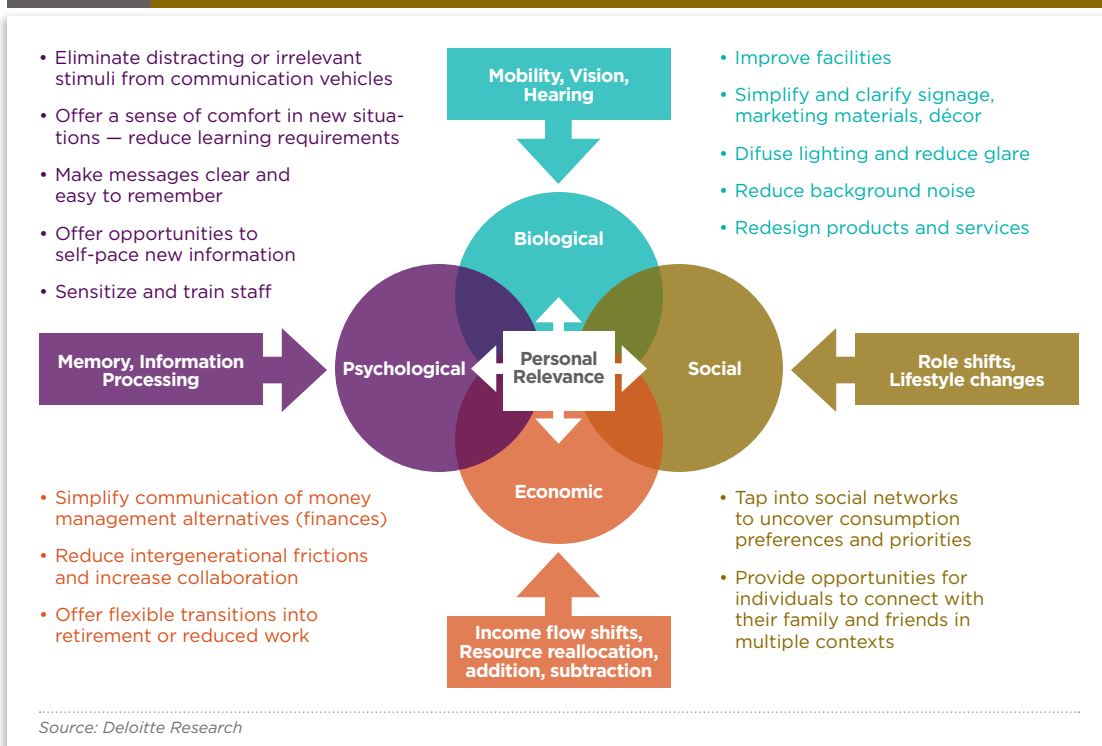 • Eliminate distracting or irrelevant
stimuli from communication vehicles
• Offer a sense of comfort in new situa-
tions — reduce learning requirements
• Make messages clear and
easy to remember
• Offer opportunities to
self-pace new information
• Sensitize and train staff
Mobility, Vision,
Hearing
• Improve facilities
• Simplify and clarify signage,
marketing materials, décor
• Difuse lighting and reduce glare
• Reduce background noise
• Redesign products and services
Biological
Memory, Information
Processing
Psychological
Personal
Relevance
Social
Role shifts,
Lifestyle changes
Economic
• Simplify communication of money
management alternatives (finances)
• Reduce intergenerational frictions
and increase collaboration
• Offer flexible transitions into
retirement or reduced work
Income flow shifts,
Resource reallocation,
addition, subtraction
• Tap into social networks
to uncover consumption
preferences and priorities
• Provide opportunities for
individuals to connect with
their family and friends in
multiple contexts
Source: Deloitte Research